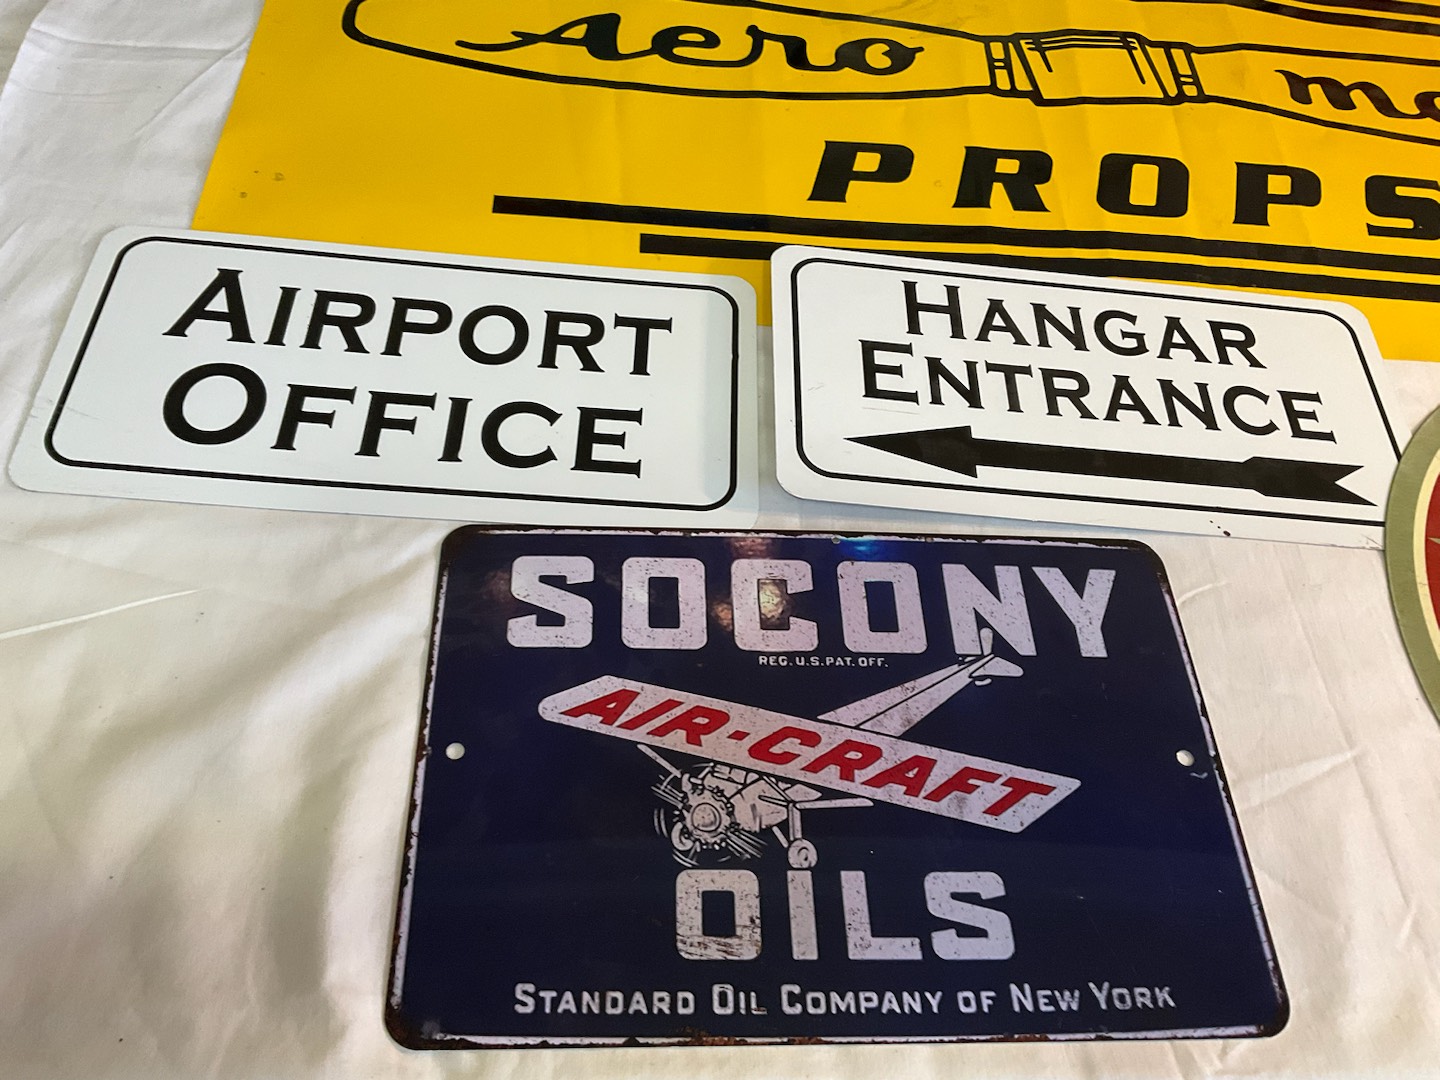 Aero
PROPS
AIRPORT
OFFICE
HANGAR
ENTRANCE
SOCONY
REG. U.S. PAT. OFF.
AIR-CRAFT
OILS
STANDARD OIL COMPANY OF NEW YORK